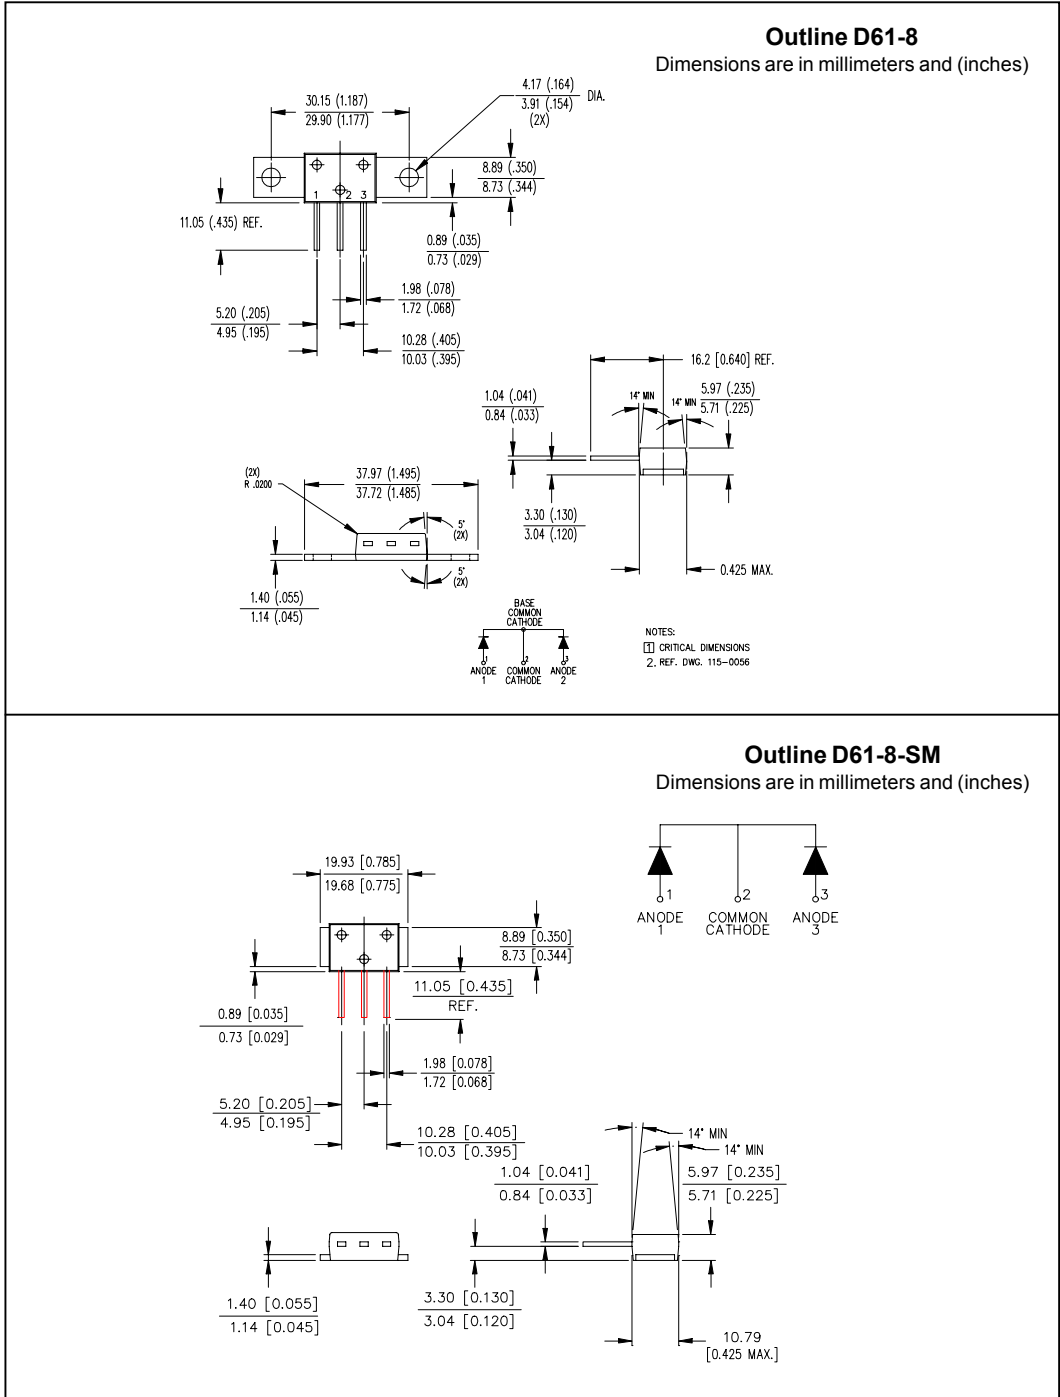 Outline D61-8
Dimensions are in millimeters and (inches)
4.17 (.164)
3.91 (.154)
DIA.
(2X)
30.15 (1.187)
29.90 (1.177)
8.89 (.350)
8.73 (.344)
1 2 3
11.05 (.435) REF.
0.89 (.035)
0.73 (.029)
1.98 (.078)
1.72 (.068)
5.20 (.205)
4.95 (.195)
10.28 (.405)
10.03 (.395)
16.2 [0.640] REF.
1.04 (.041)
0.84 (.033)
14° MIN
14° MIN
5.97 (.235)
5.71 (.225)
(2X)
R .0200
37.97 (1.495)
37.72 (1.485)
5°
(2X)
3.30 (.130)
3.04 (.120)
5°
(2X)
0.425 MAX.
1.40 (.055)
1.14 (.045)
BASE
COMMON
CATHODE
1 2 3
ANODE COMMON ANODE
1 CATHODE 2
NOTES:
1 CRITICAL DIMENSIONS
2. REF. DWG. 115-0056
Outline D61-8-SM
Dimensions are in millimeters and (inches)
1 2 3
ANODE COMMON ANODE
1 CATHODE 3
19.93 [0.785]
19.68 [0.775]
8.89 [0.350]
8.73 [0.344]
11.05 [0.435]
REF.
0.89 [0.035]
0.73 [0.029]
1.98 [0.078]
1.72 [0.068]
5.20 [0.205]
4.95 [0.195]
10.28 [0.405]
10.03 [0.395]
14° MIN
14° MIN
1.04 [0.041]
0.84 [0.033]
5.97 [0.235]
5.71 [0.225]
1.40 [0.055]
1.14 [0.045]
3.30 [0.130]
3.04 [0.120]
10.79
[0.425 MAX.]